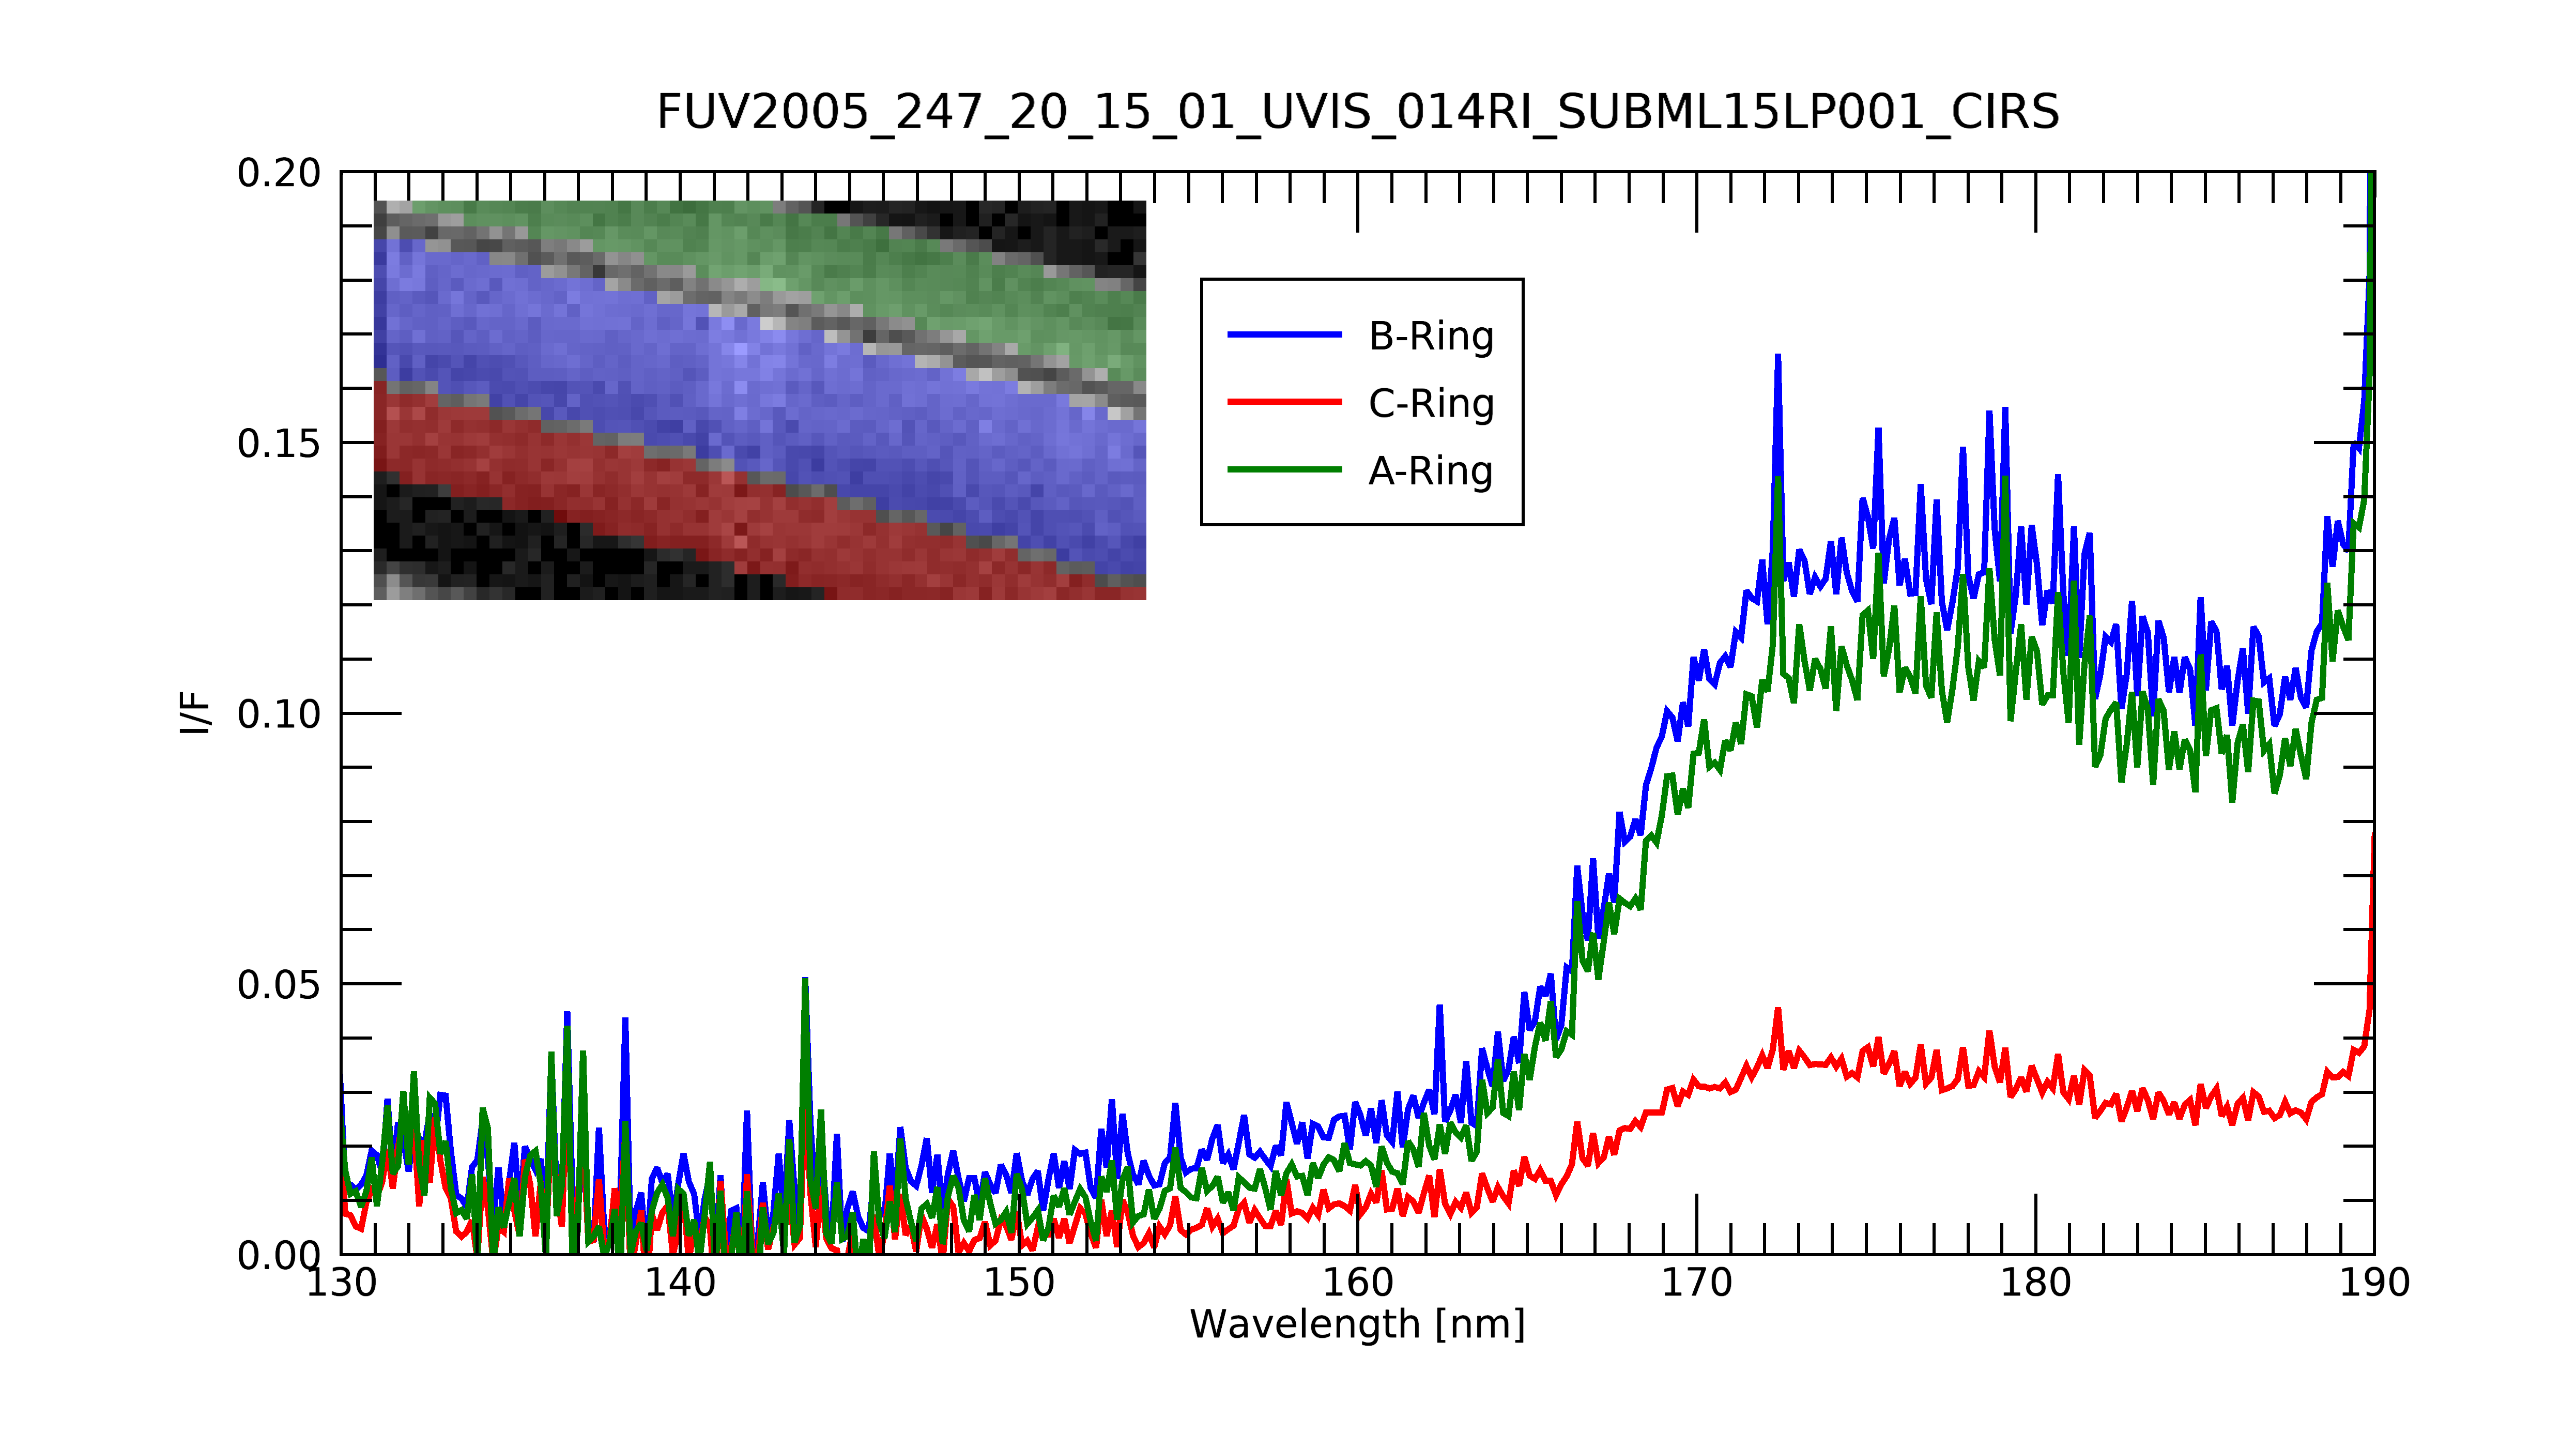 FUV2005_247_20_15_01_UVIS_014RI_SUBML15LP001_CIRS
0.20
0.15
0.10
0.05
0.00
I/F
B-Ring
C-Ring
A-Ring
130 140 150 160 170 180 190
Wavelength [nm]